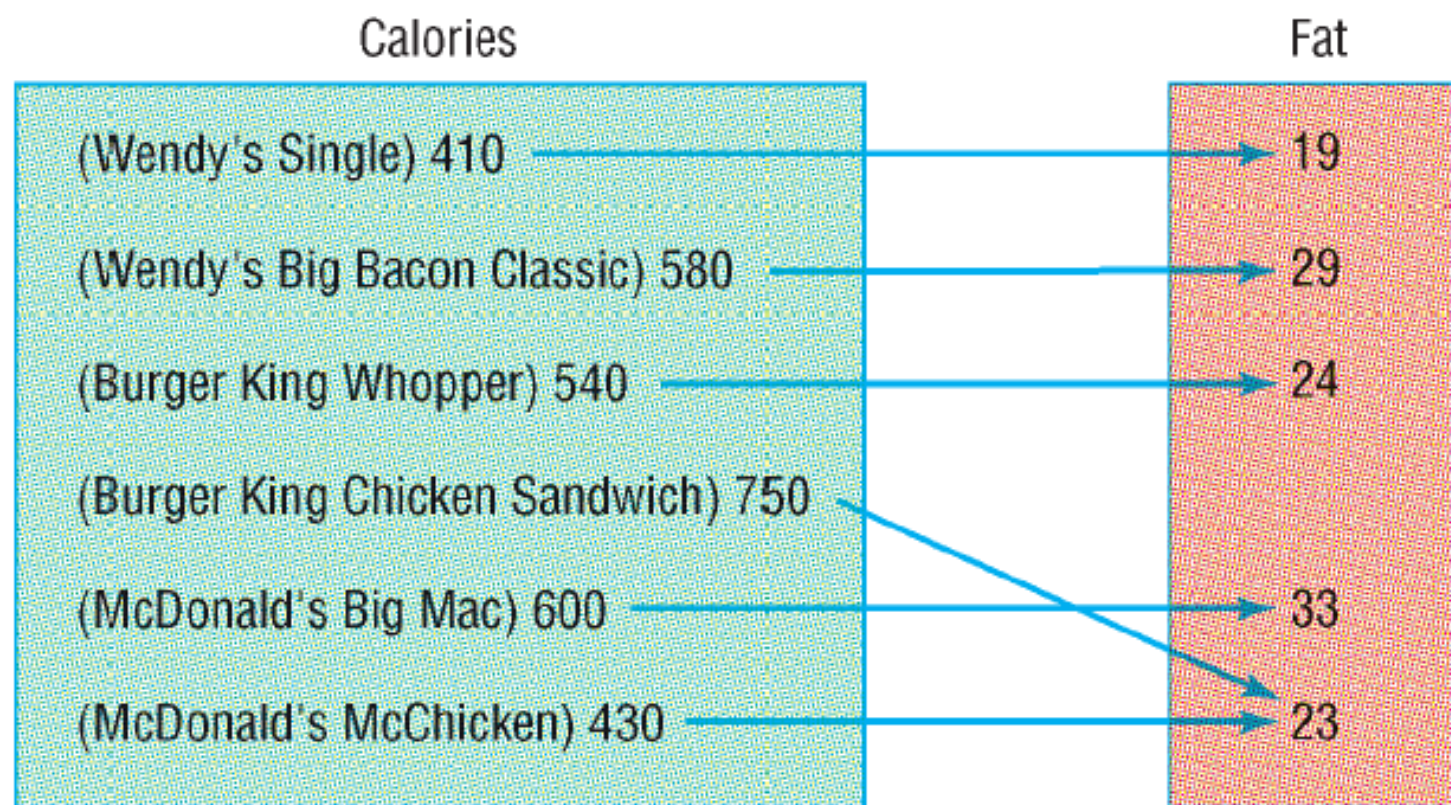 Calories Fat
(Wendy's Single) 410 19
(Wendy's Big Bacon Classic) 580 29
(Burger King Whopper) 540 24
(Burger King Chicken Sandwich) 750
(McDonald's Big Mac) 600 33
(McDonald's McChicken) 430 23